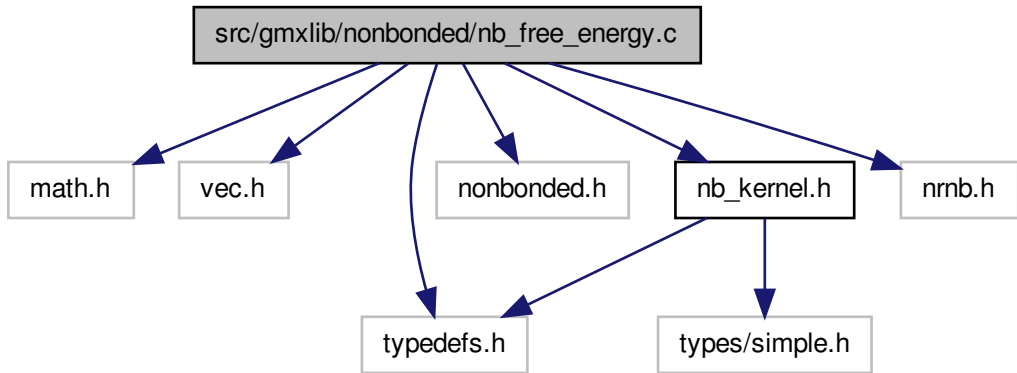 src/gmxlib/nonbonded/nb_free_energy.c
math.h
vec.h
nonbonded.h
nb_kernel.h
nrnb.h
typedefs.h
types/simple.h